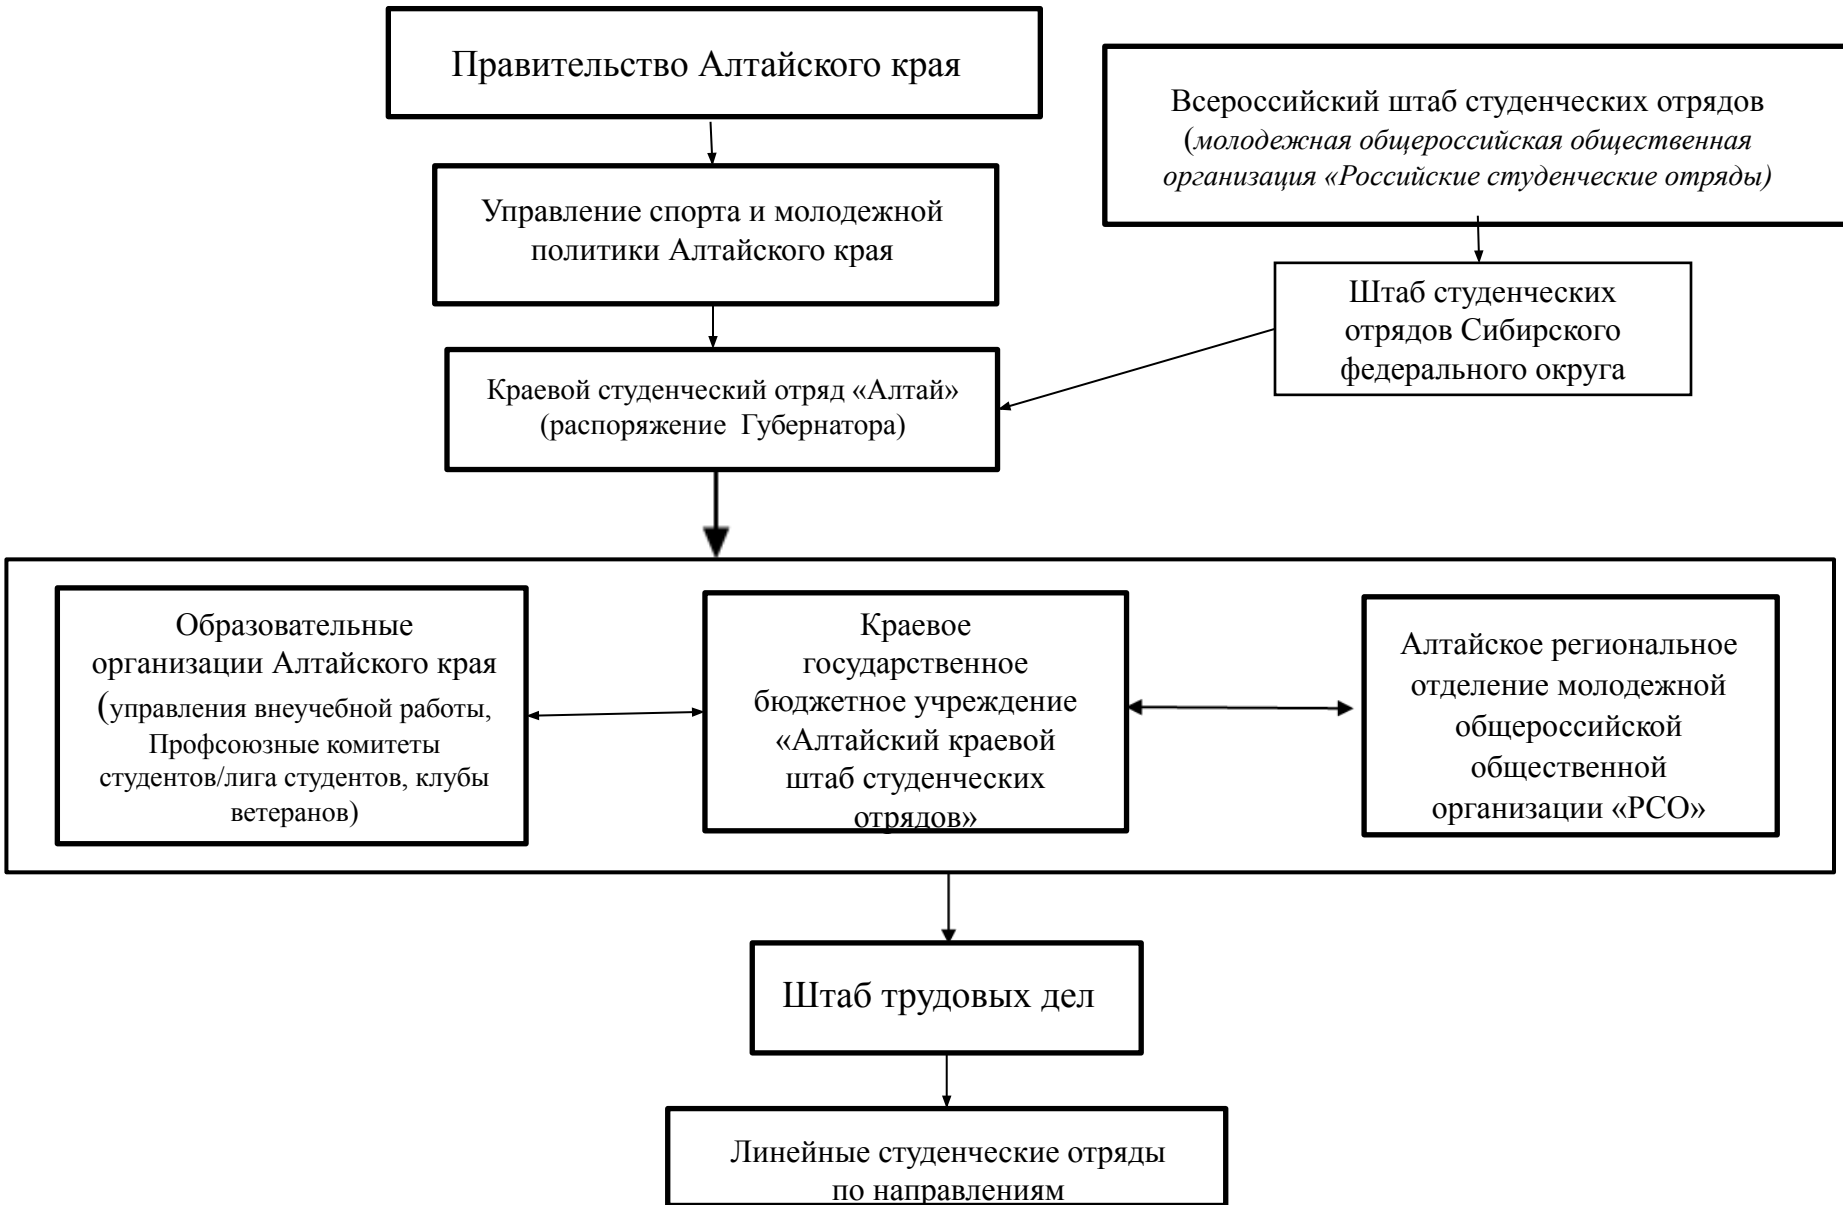 Правительство Алтайского края
Всероссийский штаб студенческих отрядов
(молодежная общероссийская общественная
организация «Российские студенческие отряды)
Управление спорта и молодежной
политики Алтайского края
Штаб студенческих
отрядов Сибирского
федерального округа
Краевой студенческий отряд «Алтай»
(распоряжение Губернатора)
Образовательные
организации Алтайского края
(управления внеучебной работы,
Профсоюзные комитеты
студентов/лига студентов, клубы
ветеранов)
Краевое
государственное
бюджетное учреждение
«Алтайский краевой
штаб студенческих
отрядов»
Алтайское региональное
отделение молодежной
общероссийской
общественной
организации «РСО»
Штаб трудовых дел
Линейные студенческие отряды
по направлениям